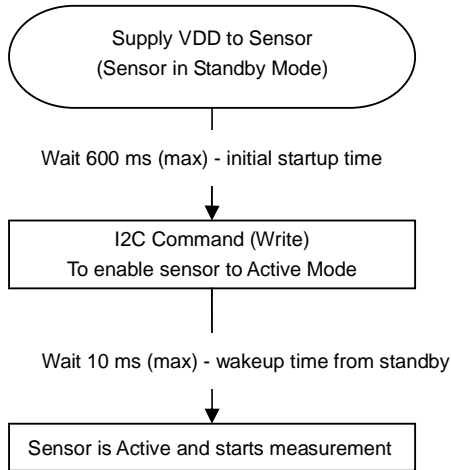 Supply VDD to Sensor
(Sensor in Standby Mode)
Wait 600 ms (max) - initial startup time
I2C Command (Write)
To enable sensor to Active Mode
Wait 10 ms (max) - wakeup time from standby
Sensor is Active and starts measurement